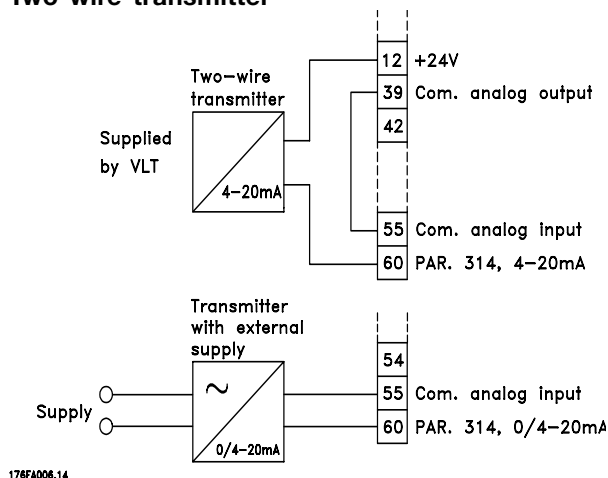 Two-wire transmitter
12 +24V
Two-wire
transmitter
39 Com. analog output
42
Supplied
by VLT
4-20mA
55 Com. analog input
60 PAR. 314, 4-20mA
Transmitter
with external
supply
54
~
55 Com. analog input
Supply
60 PAR. 314, 0/4-20mA
0/4-20mA
176FA006.14